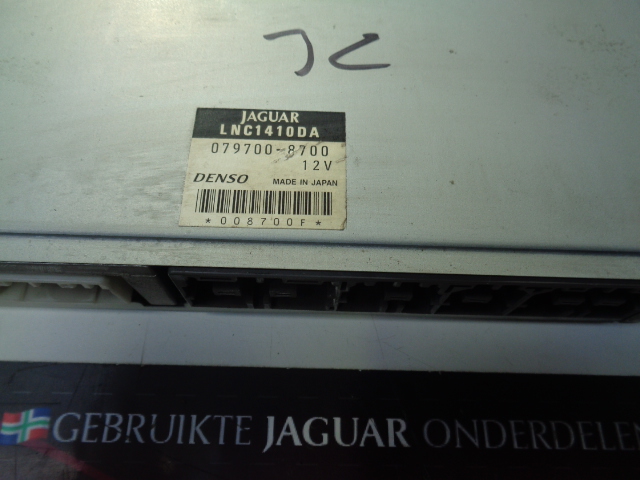 JC
JAGUAR
LNC1410DA
079700-8700
12V
DENSO MADE IN JAPAN
*008700F*
GEBRUIKTE JAGUAR ONDERDELEN